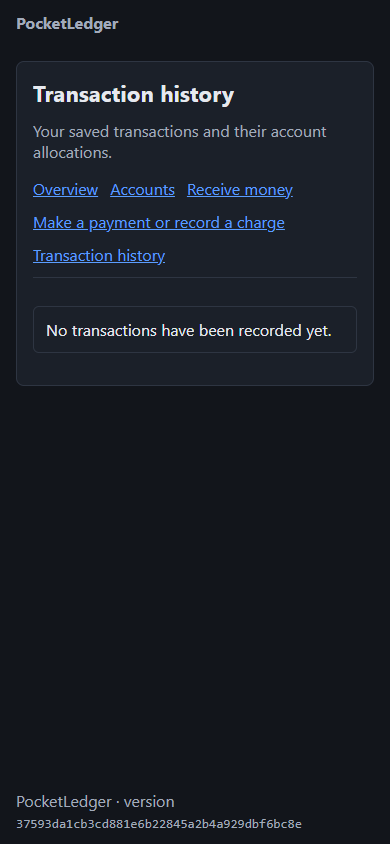 PocketLedger
Transaction history
Your saved transactions and their account
allocations.
Overview Accounts Receive money
Make a payment or record a charge
Transaction history
No transactions have been recorded yet.
PocketLedger · version
37593da1cb3cd881e6b22845a2b4a929dbf6bc8e